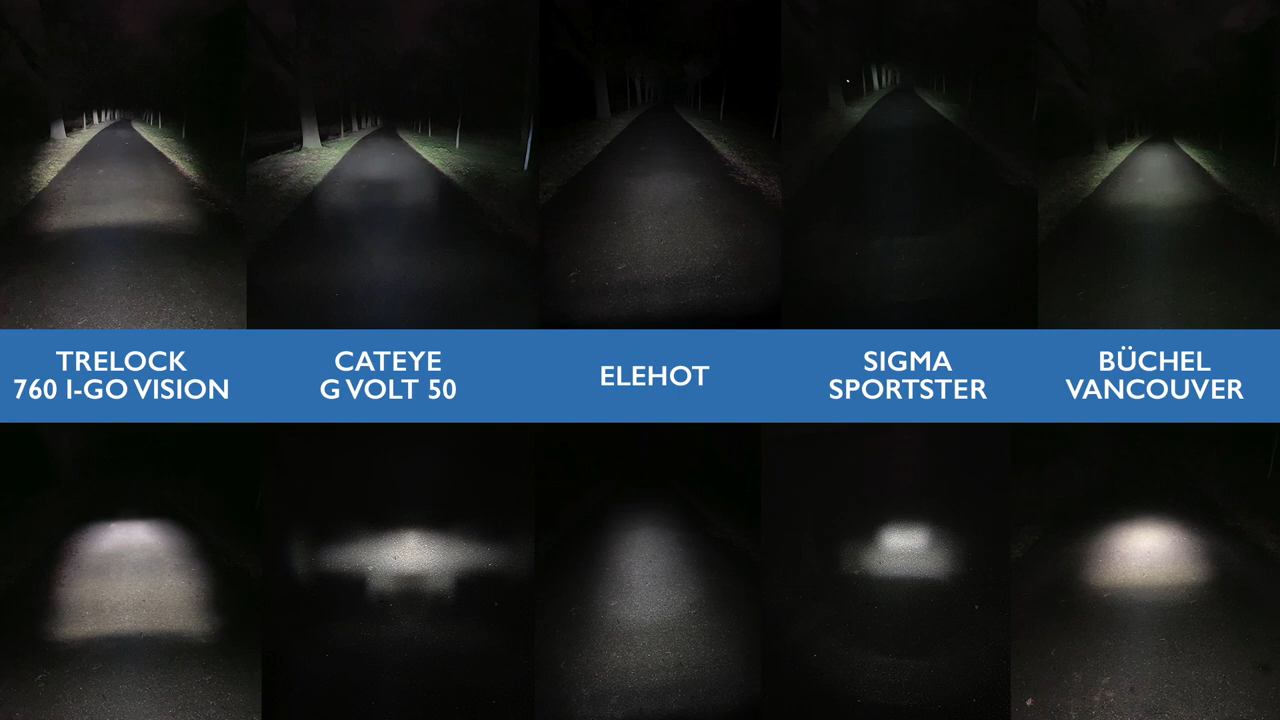 TRELOCK
760 I-GO VISION
CATEYE
G VOLT 50
ELEHOT
SIGMA
SPORTSTER
BÜCHEL
VANCOUVER